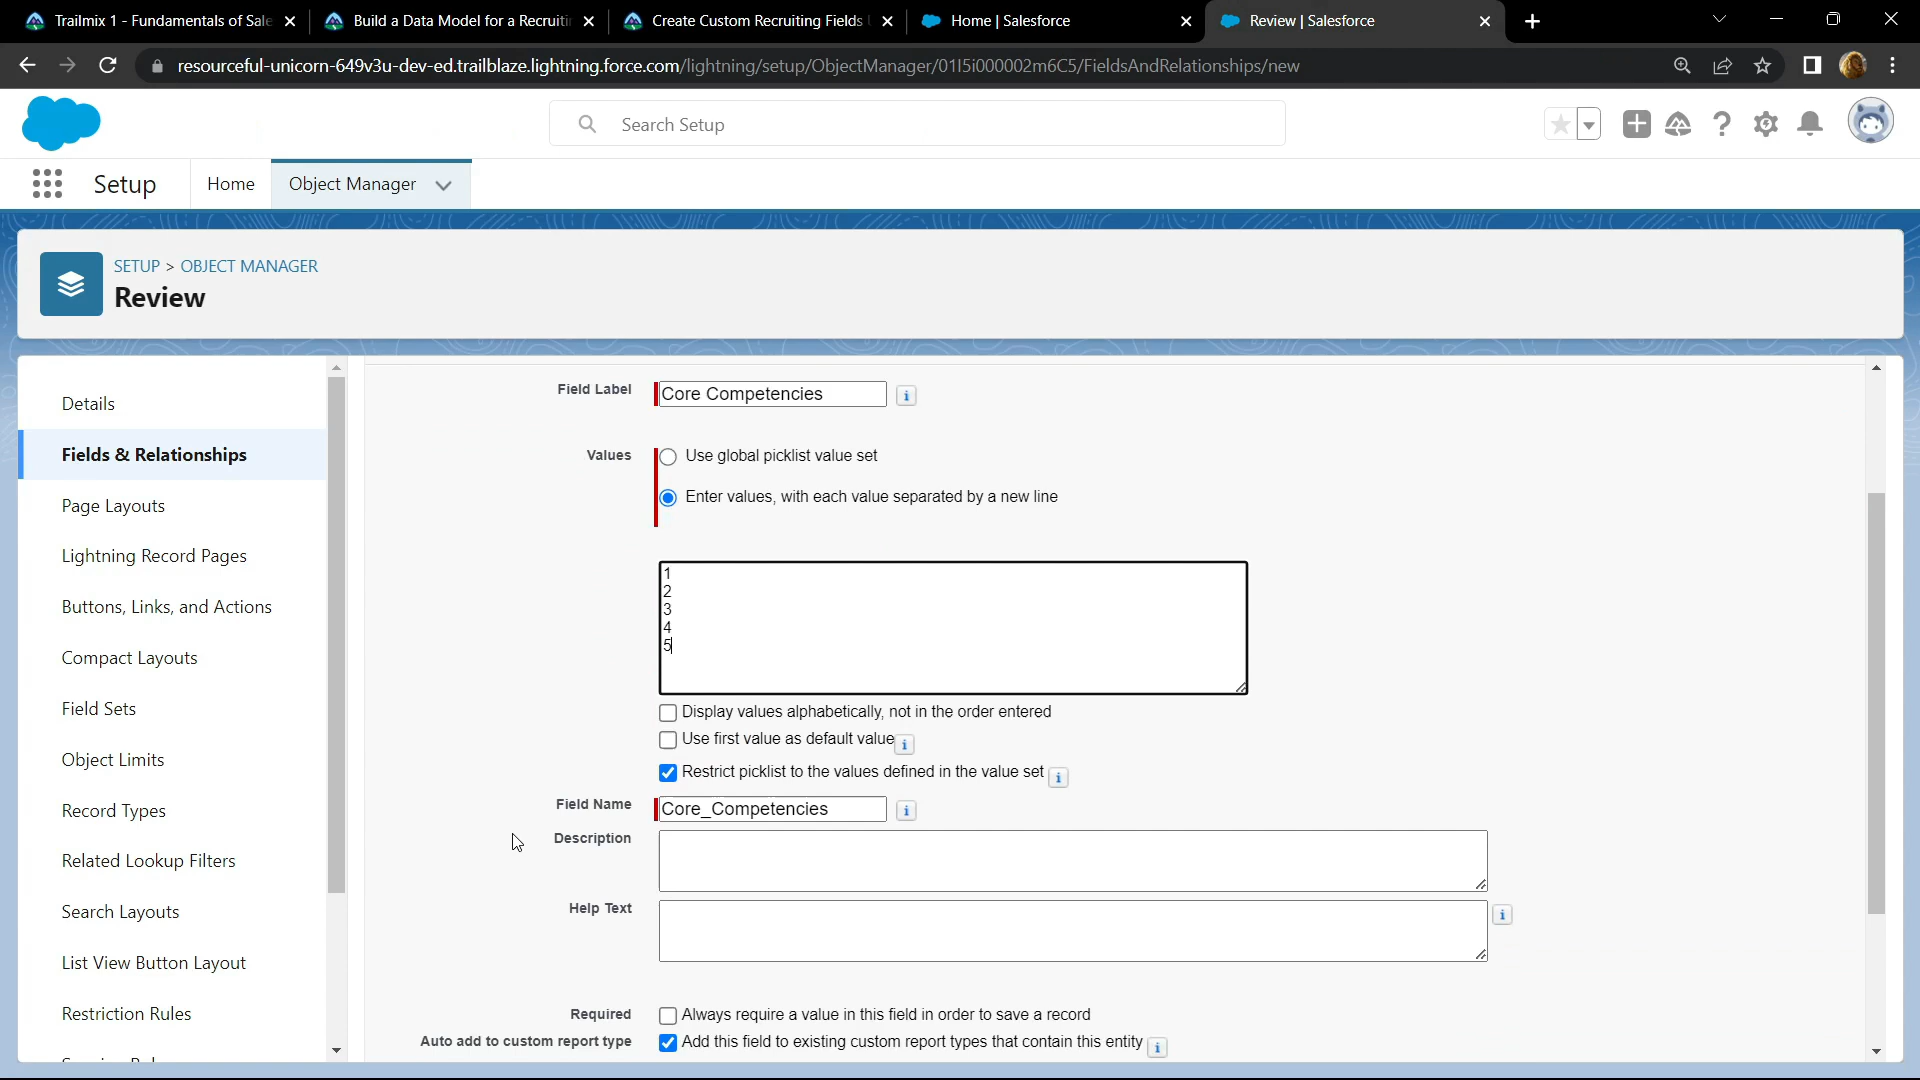 Trailmix 1 - Fundamentals of Sale
Build a Data Model for a Recruitin
Create Custom Recruiting Fields
Home | Salesforce
Review | Salesforce
resourceful-unicorn-649v3u-dev-ed.trailblaze.lightning.force.com/lightning/setup/ObjectManager/01I5i000002m6C5/FieldsAndRelationships/new
Search Setup
Setup
Home
Object Manager
SETUP > OBJECT MANAGER
Review
Details
Fields & Relationships
Page Layouts
Lightning Record Pages
Buttons, Links, and Actions
Compact Layouts
Field Sets
Object Limits
Record Types
Related Lookup Filters
Search Layouts
List View Button Layout
Restriction Rules
Field Label
Core Competencies
Values
Use global picklist value set
Enter values, with each value separated by a new line
1
2
3
4
5
Display values alphabetically, not in the order entered
Use first value as default value
Restrict picklist to the values defined in the value set
Field Name
Core_Competencies
Description
Help Text
Required
Always require a value in this field in order to save a record
Auto add to custom report type
Add this field to existing custom report types that contain this entity